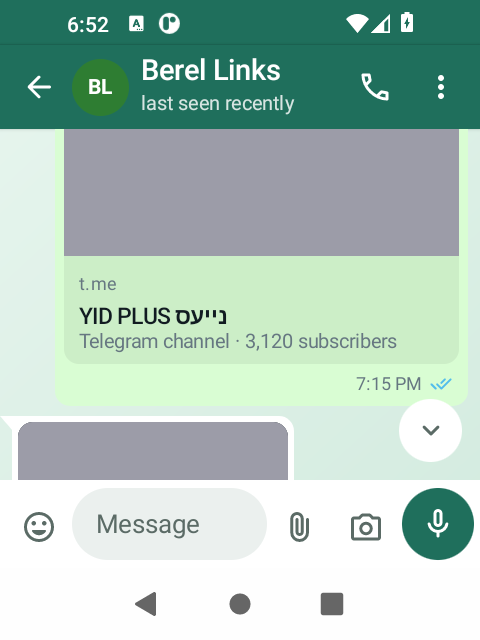 6:52
A
BL
Berel Links
last seen recently
t.me
YID PLUS נייעס
Telegram channel · 3,120 subscribers
7:15 PM
Message